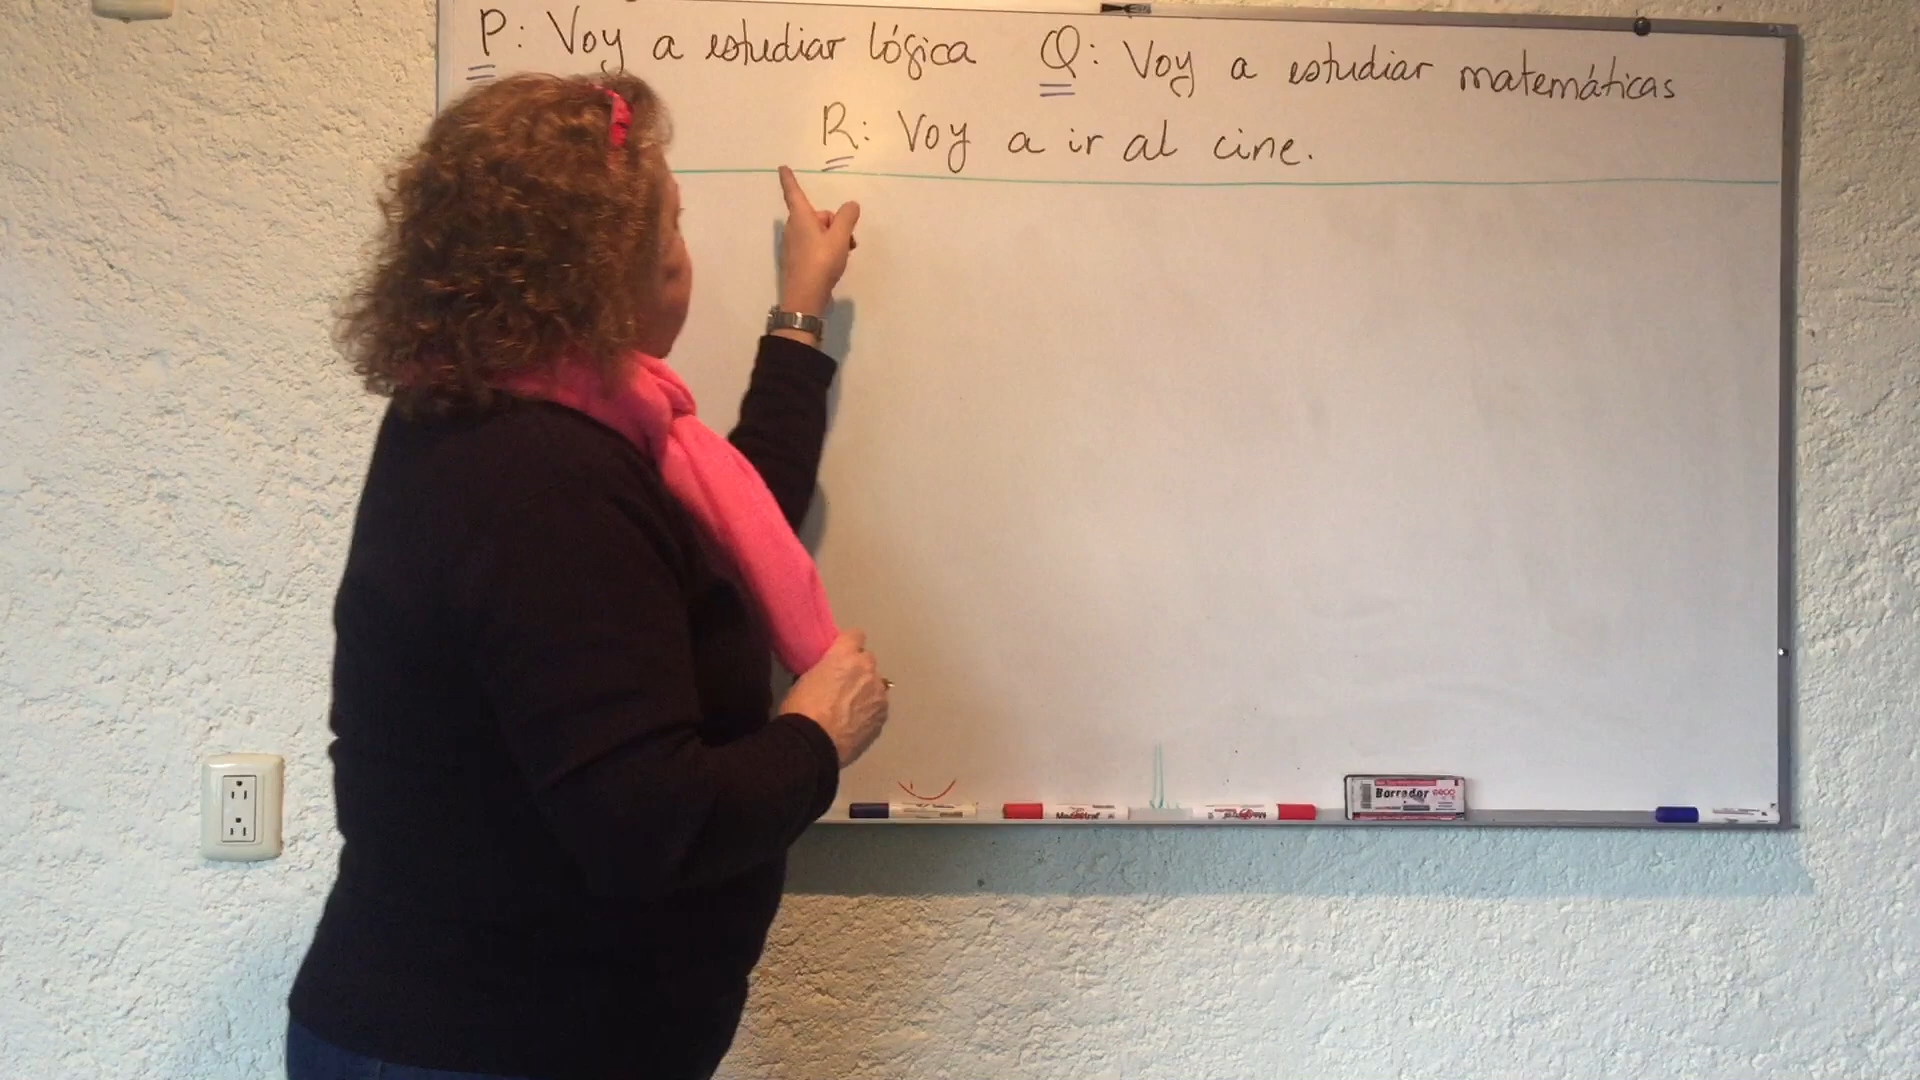 P: Voy a estudiar lógica Q: Voy a estudiar matemáticas
R: Voy a ir al cine.
Borrador